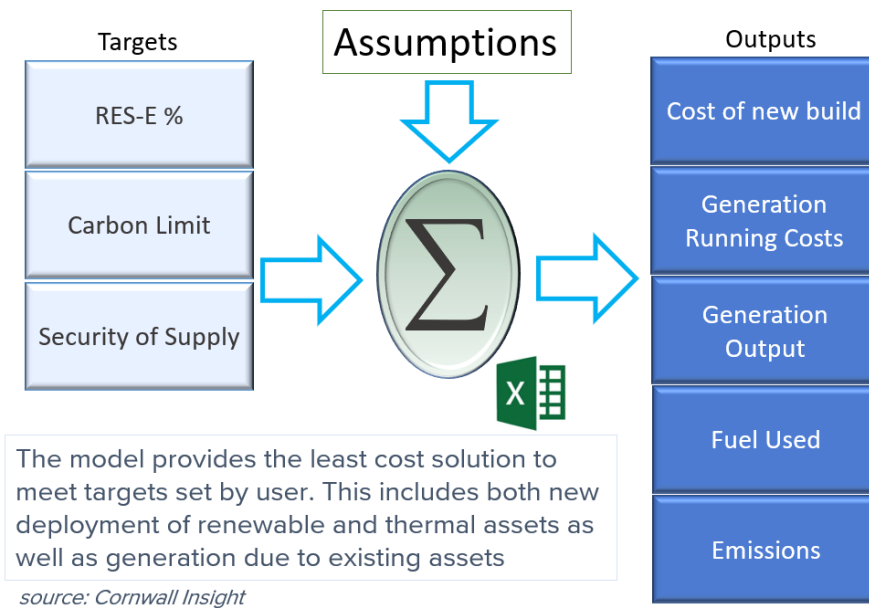 Targets
RES-E %
Carbon Limit
Security of Supply
Assumptions
Σ
X
Outputs
Cost of new build
Generation
Running Costs
Generation
Output
Fuel Used
Emissions
The model provides the least cost solution to
meet targets set by user. This includes both new
deployment of renewable and thermal assets as
well as generation due to existing assets
source: Cornwall Insight